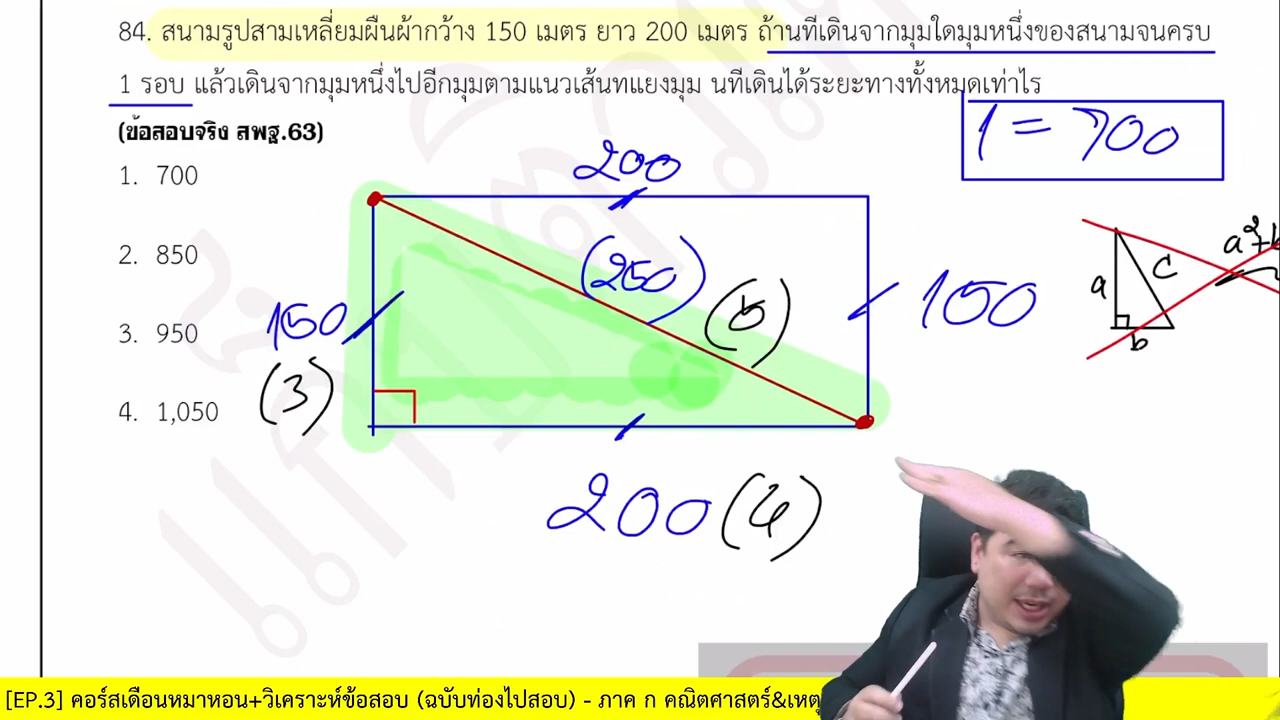 84. สนามรูปสามเหลี่ยมผืนผ้ากว้าง 150 เมตร ยาว 200 เมตร ถ้านทีเดินจากมุมใดมุมหนึ่งของสนามจนครบ
1 รอบ แล้วเดินจากมุมหนึ่งไปอีกมุมตามแนวเส้นทแยงมุม นทีเดินได้ระยะทางทั้งหมดเท่าไร
(ข้อสอบจริง สพฐ.63)
1 = 700
1. 700
200
2. 850
(250)
(5)
a
c
b
3. 950
150
150
(3)
4. 1,050
200 (4)
[EP.3] คอร์สเดือนหมาหอน+วิเคราะห์ข้อสอบ (ฉบับท่องไปสอบ) - ภาค ก คณิตศาสตร์&เหตุ